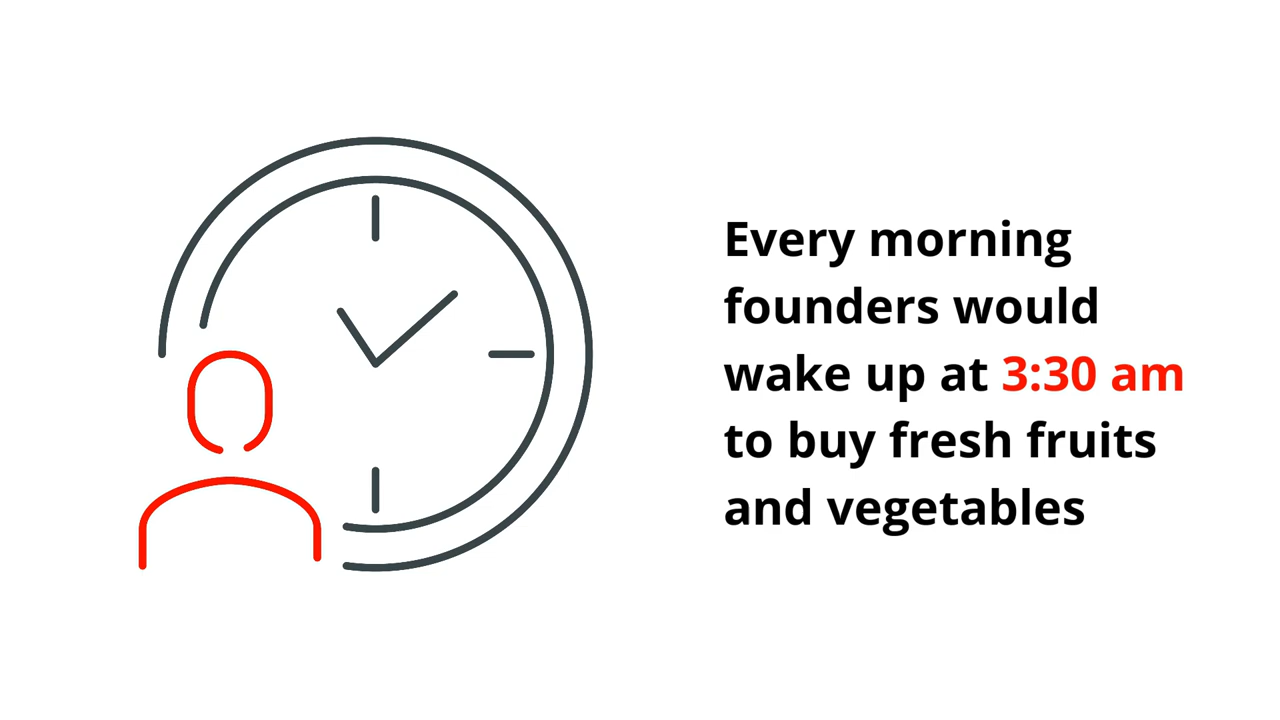 Every morning
founders would
wake up at 3:30 am
to buy fresh fruits
and vegetables